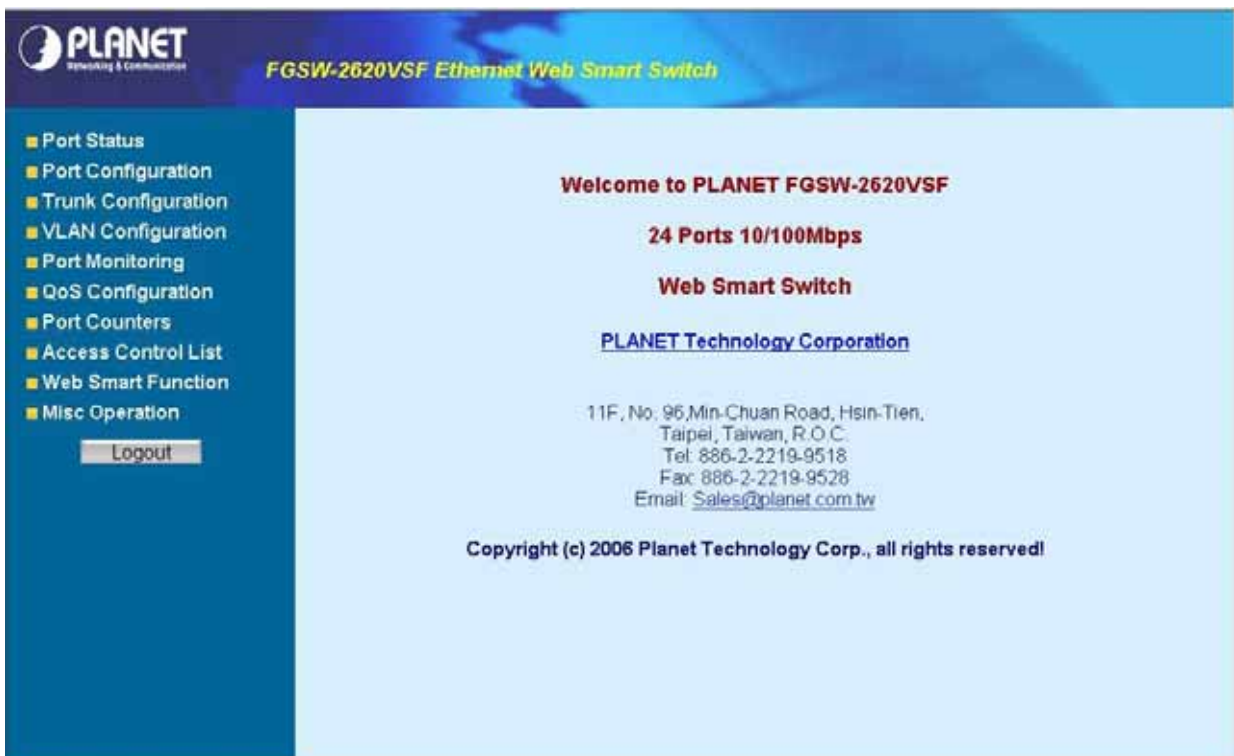 PLANET
Networking & Communication
FGSW-2620VSF Ethernet Web Smart Switch
Port Status
Port Configuration
Trunk Configuration
VLAN Configuration
Port Monitoring
QoS Configuration
Port Counters
Access Control List
Web Smart Function
Misc Operation
Logout
Welcome to PLANET FGSW-2620VSF
24 Ports 10/100Mbps
Web Smart Switch
PLANET Technology Corporation
11F, No. 96,Min-Chuan Road, Hsin-Tien,
Taipei, Taiwan, R.O.C.
Tel: 886-2-2219-9518
Fax: 886-2-2219-9528
Email: Sales@planet.com.tw
Copyright (c) 2006 Planet Technology Corp., all rights reserved!